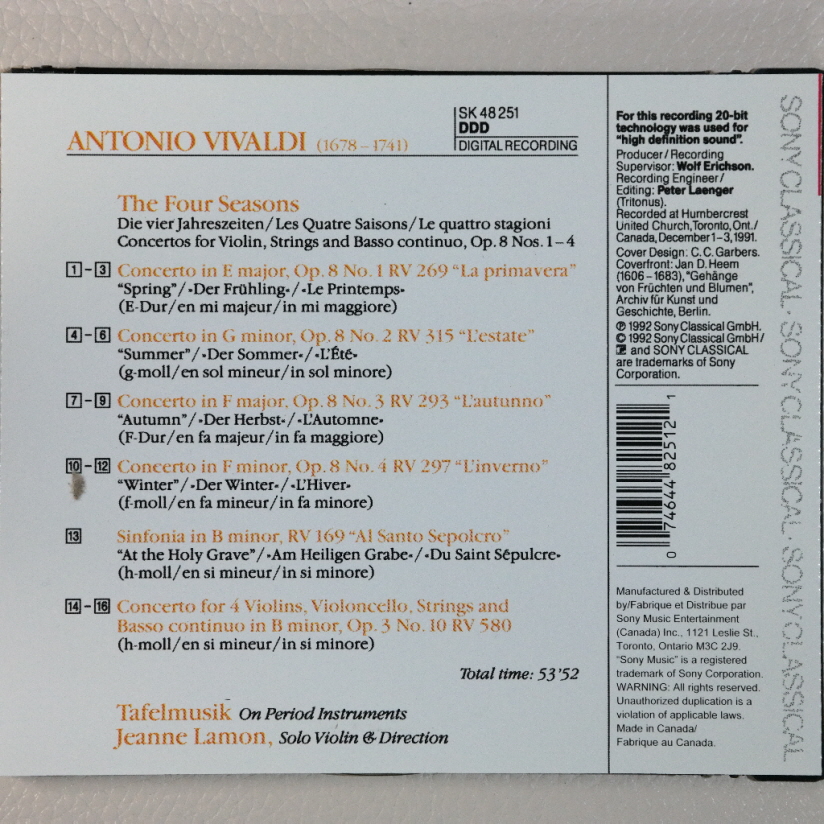 SK 48 251
DDD
ANTONIO VIVALDI (1678–1741)
DIGITAL RECORDING
The Four Seasons
Die vier Jahreszeiten/Les Quatre Saisons/Le quattro stagioni
Concertos for Violin, Strings and Basso continuo, Op. 8 Nos. 1–4
1–3 Concerto in E major, Op. 8 No. 1 RV 269 “La primavera”
“Spring”/›Der Frühling‹/›Le Printemps‹
(E-Dur/en mi majeur/in mi maggiore)
4–6 Concerto in G minor, Op. 8 No. 2 RV 315 “L'estate”
“Summer”/›Der Sommer‹/›L'Été‹
(g-moll/en sol mineur/in sol minore)
7–9 Concerto in F major, Op. 8 No. 3 RV 293 “L'autunno”
“Autumn”/›Der Herbst‹/›L'Automne‹
(F-Dur/en fa majeur/in fa maggiore)
10–12 Concerto in F minor, Op. 8 No. 4 RV 297 “L'inverno”
“Winter”/›Der Winter‹/›L'Hiver‹
(f-moll/en fa mineur/in fa minore)
13 Sinfonia in B minor, RV 169 “Al Santo Sepolcro”
“At the Holy Grave”/›Am Heiligen Grabe‹/›Du Saint Sépulcre‹
(h-moll/en si mineur/in si minore)
14–16 Concerto for 4 Violins, Violoncello, Strings and
Basso continuo in B minor, Op. 3 No. 10 RV 580
(h-moll/en si mineur/in si minore)
Total time: 53'52
Tafelmusik On Period Instruments
Jeanne Lamon, Solo Violin & Direction
For this recording 20-bit
technology was used for
“high definition sound”.
Producer/Recording
Supervisor: Wolf Erichson.
Recording Engineer/
Editing: Peter Laenger
(Tritonus).
Recorded at Humbercrest
United Church, Toronto, Ont./
Canada, December 1–3, 1991.
Cover Design: C. C. Garbers.
Coverfront: Jan D. Heem
(1606–1683), “Gehänge
von Früchten und Blumen”,
Archiv für Kunst und
Geschichte, Berlin.
℗ 1992 Sony Classical GmbH.
© 1992 Sony Classical GmbH/
and SONY CLASSICAL
are trademarks of Sony
Corporation.
0 74644 82512 1
Manufactured & Distributed
by/Fabrique et Distribue par
Sony Music Entertainment
(Canada) Inc., 1121 Leslie St.,
Toronto, Ontario M3C 2J9.
“Sony Music” is a registered
trademark of Sony Corporation.
WARNING: All rights reserved.
Unauthorized duplication is a
violation of applicable laws.
Made in Canada/
Fabrique au Canada.
SONY CLASSICAL · SONY CLASSICAL · SONY CLASSICAL